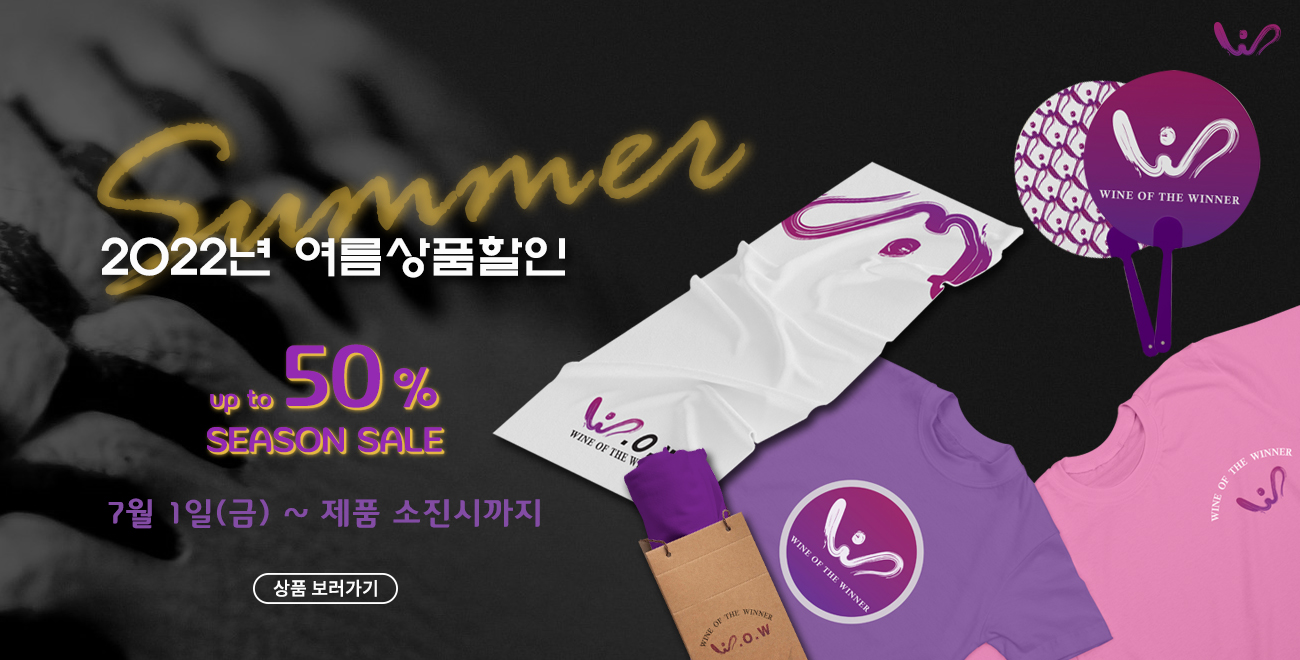 Summer
2022년 여름상품할인
up to 50 %
SEASON SALE
7월 1일(금) ~ 제품 소진시까지
상품 보러가기
WINE OF THE WINNER
.O.
WINE OF THE
WINE OF THE WINNER
WINE OF THE WINNER
WINE OF THE WINNER
.O.W